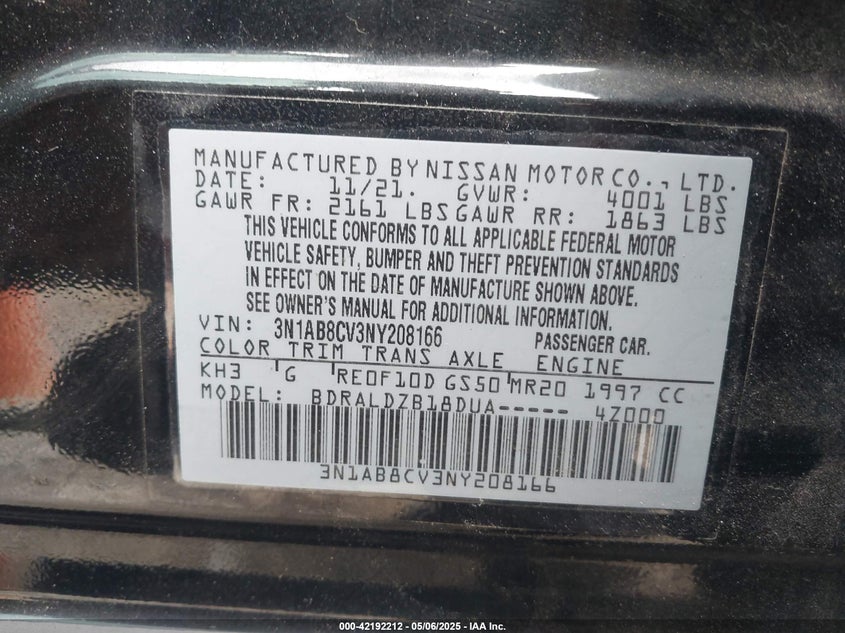 MANUFACTURED BY NISSAN MOTOR CO., LTD.
DATE: 11/21. GVWR: 4001 LBS
GAWR FR: 2161 LBS GAWR RR: 1863 LBS
THIS VEHICLE CONFORMS TO ALL APPLICABLE FEDERAL MOTOR
VEHICLE SAFETY, BUMPER AND THEFT PREVENTION STANDARDS
IN EFFECT ON THE DATE OF MANUFACTURE SHOWN ABOVE.
SEE OWNER'S MANUAL FOR ADDITIONAL INFORMATION.
VIN: 3N1AB8CV3NY208166 PASSENGER CAR.
COLOR TRIM TRANS AXLE ENGINE
KH3 G RE0F10D GS50 MR20 1997 CC
MODEL: BDRALDZB18DUA----- 4Z000
3N1AB8CV3NY208166
000-42192212 - 05/06/2025 - IAA Inc.